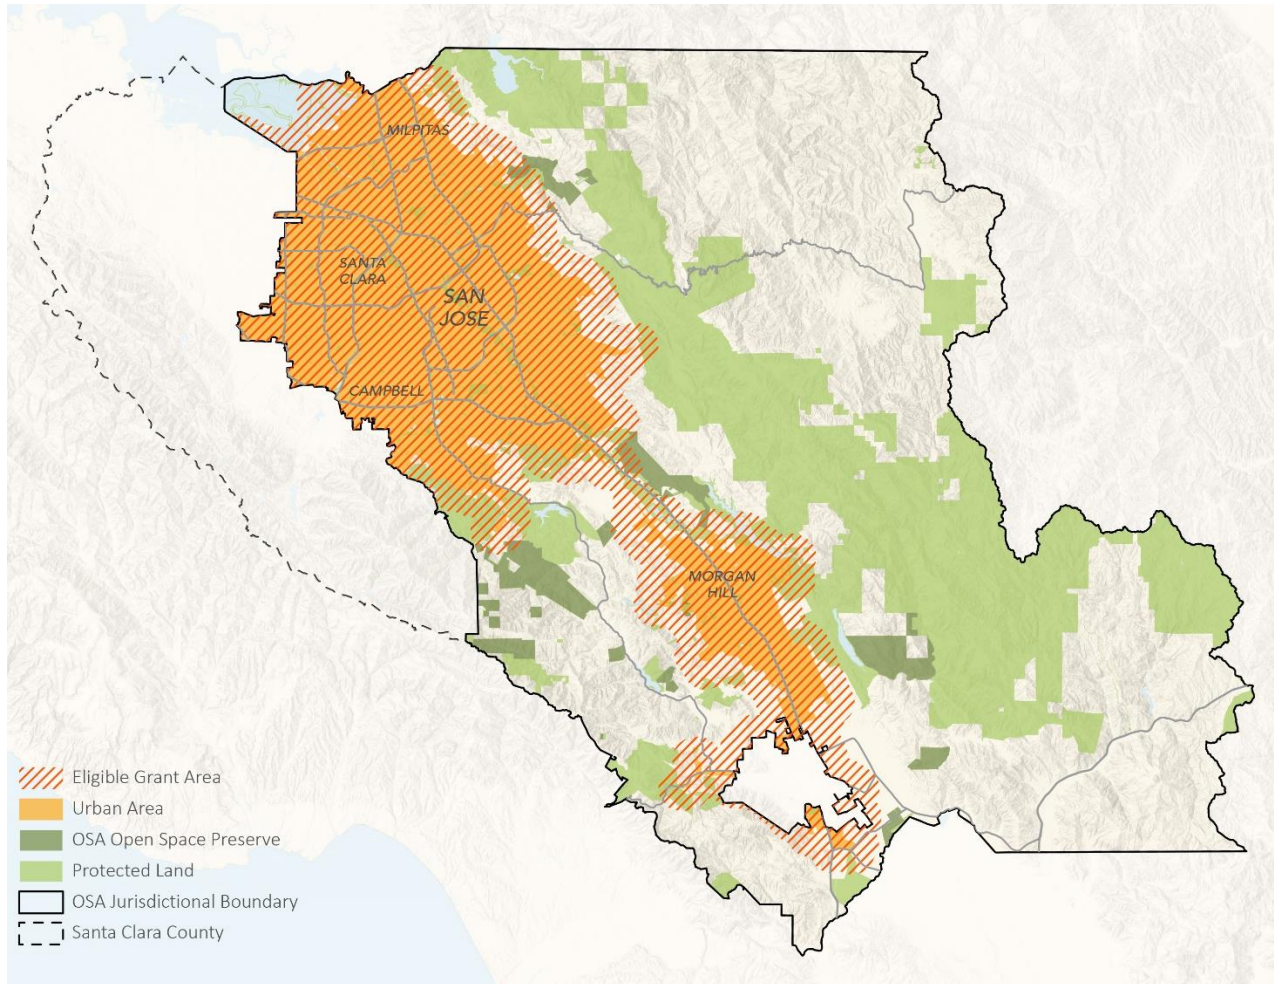 MILPITAS
SANTA
CLARA
SAN
JOSE
CAMPBELL
MORGAN
HILL
Eligible Grant Area
Urban Area
OSA Open Space Preserve
Protected Land
OSA Jurisdictional Boundary
Santa Clara County